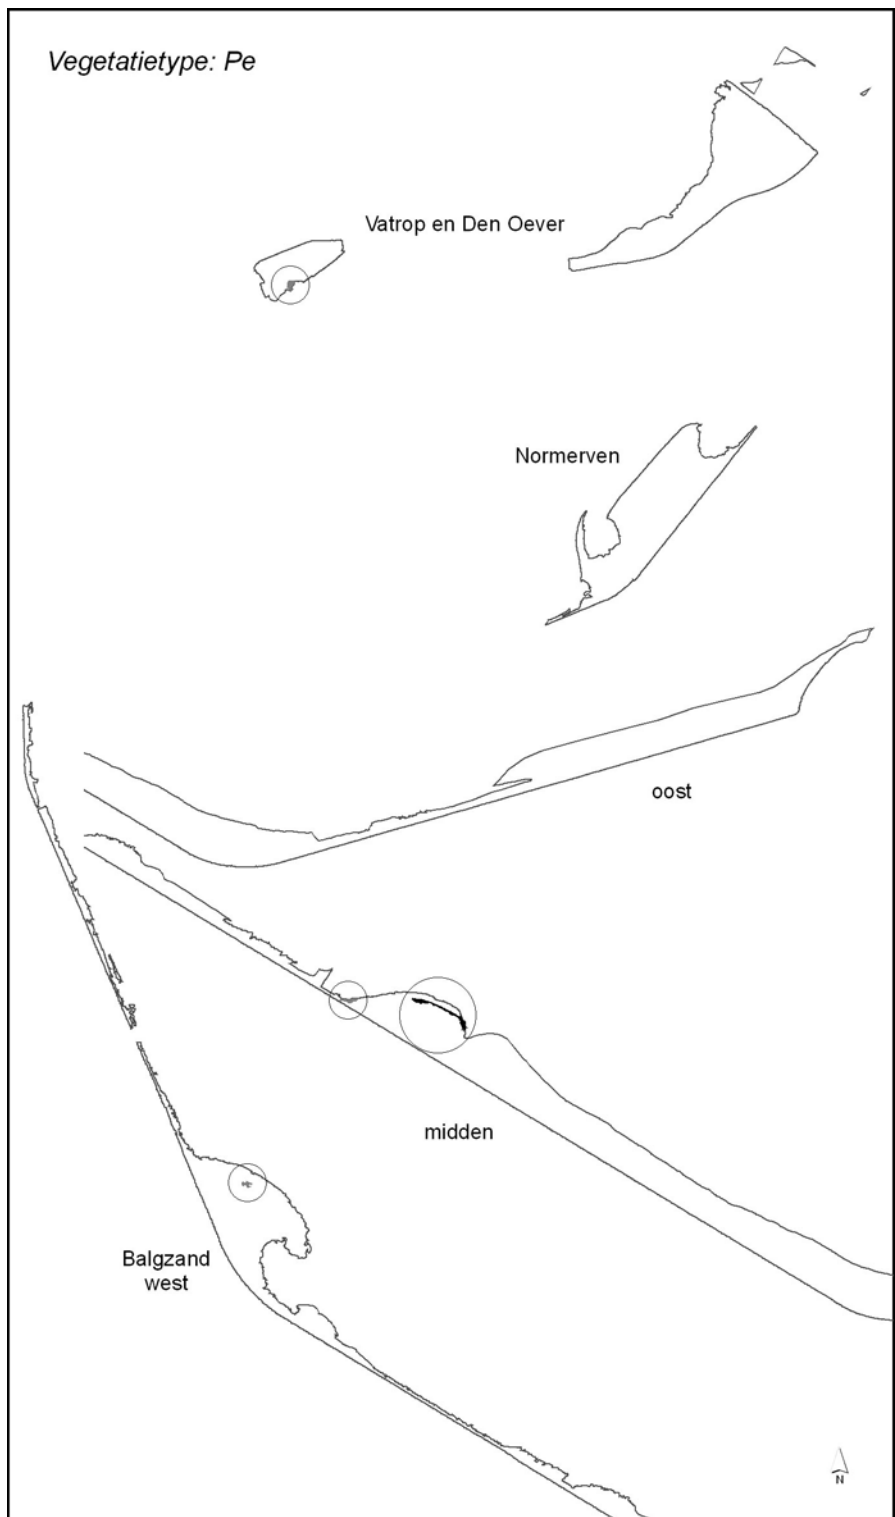 Vegetatietype: Pe
Vatrop en Den Oever
Normerven
oost
midden
Balgzand
west
N